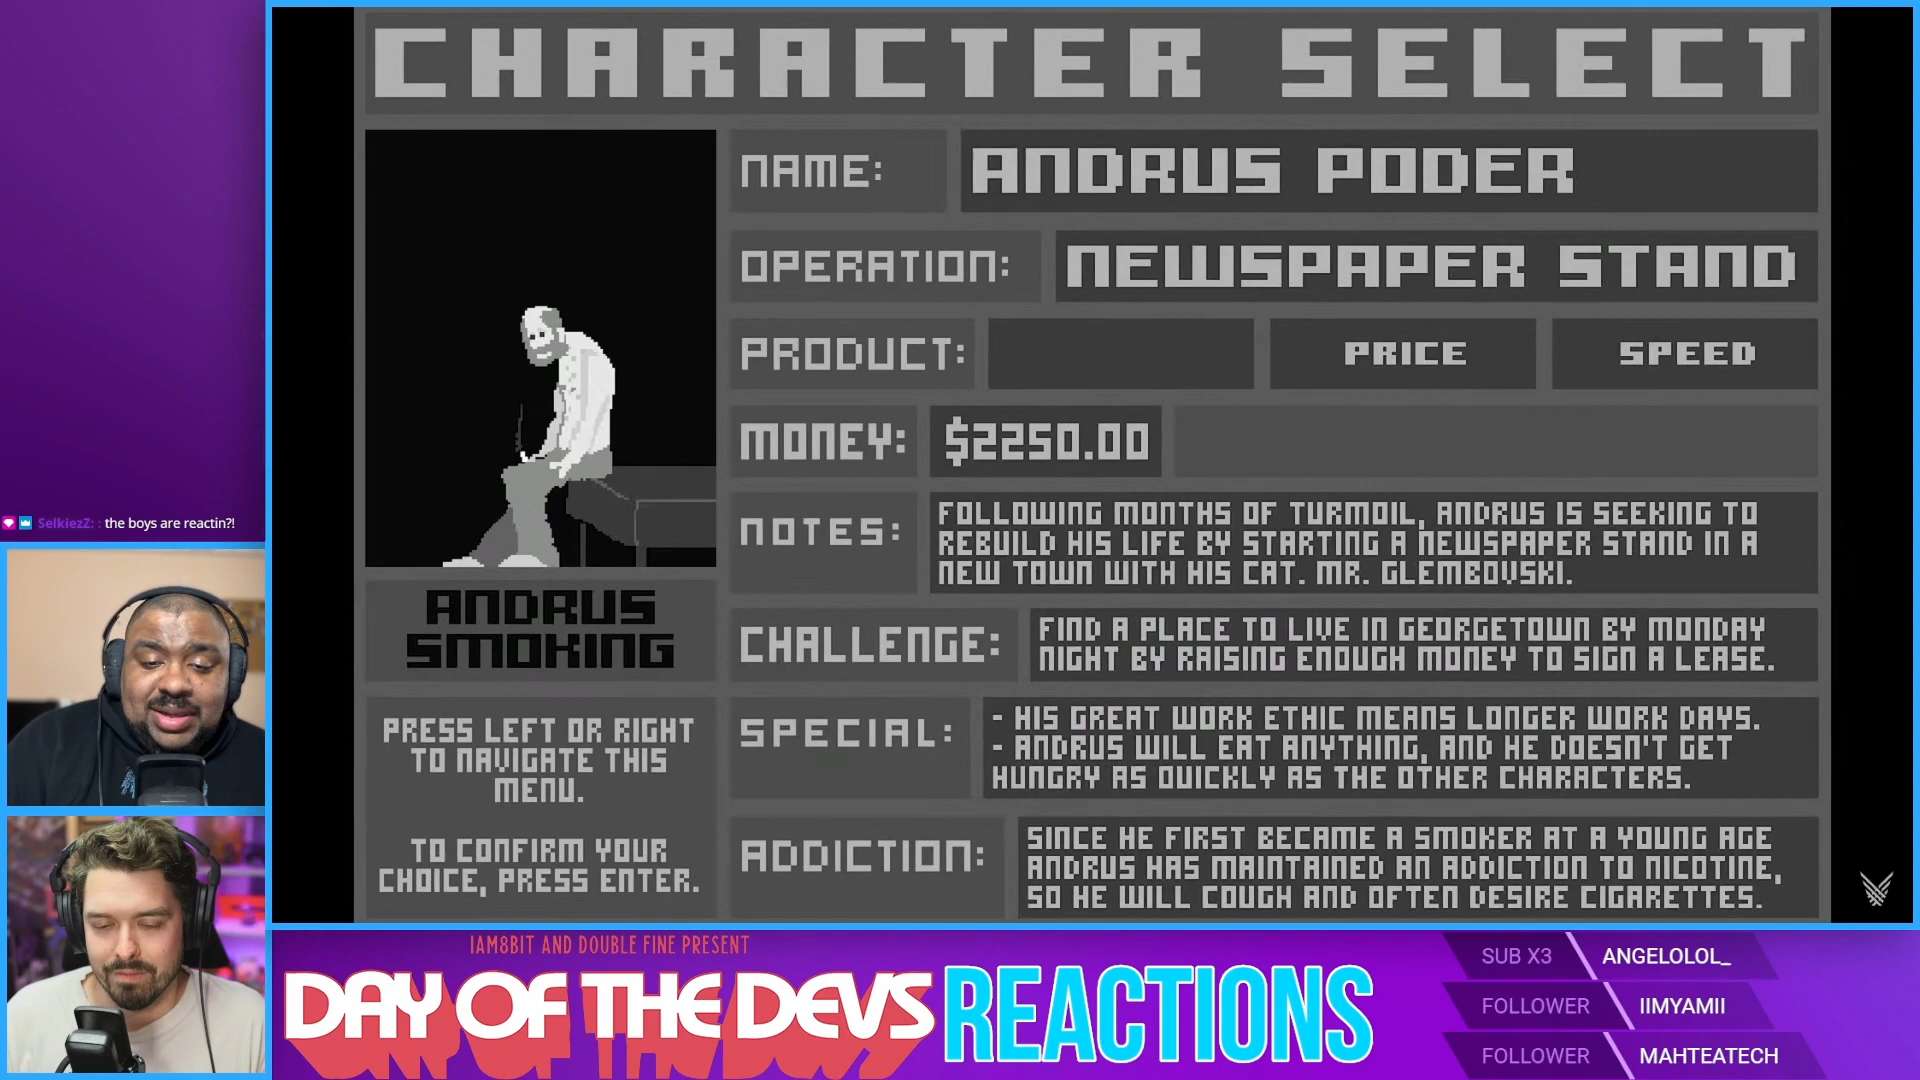 CHARACTER SELECT
NAME: ANDRUS PODER
OPERATION: NEWSPAPER STAND
PRODUCT: PRICE SPEED
MONEY: $2250.00
NOTES: FOLLOWING MONTHS OF TURMOIL, ANDRUS IS SEEKING TO
REBUILD HIS LIFE BY STARTING A NEWSPAPER STAND IN A
NEW TOWN WITH HIS CAT. MR. GLEMBOVSKI.
ANDRUS
SMOKING
CHALLENGE: FIND A PLACE TO LIVE IN GEORGETOWN BY MONDAY
NIGHT BY RAISING ENOUGH MONEY TO SIGN A LEASE.
PRESS LEFT OR RIGHT
TO NAVIGATE THIS
MENU.
TO CONFIRM YOUR
CHOICE, PRESS ENTER.
SPECIAL: - HIS GREAT WORK ETHIC MEANS LONGER WORK DAYS.
- ANDRUS WILL EAT ANYTHING, AND HE DOESN'T GET
HUNGRY AS QUICKLY AS THE OTHER CHARACTERS.
ADDICTION: SINCE HE FIRST BECAME A SMOKER AT A YOUNG AGE
ANDRUS HAS MAINTAINED AN ADDICTION TO NICOTINE,
SO HE WILL COUGH AND OFTEN DESIRE CIGARETTES.
SelkiezZ: : the boys are reactin?!
IAM8BIT AND DOUBLE FINE PRESENT
DAY OF THE DEVS REACTIONS
SUB X3 ANGELOLOL_
FOLLOWER IIMYAMII
FOLLOWER MAHTEATECH